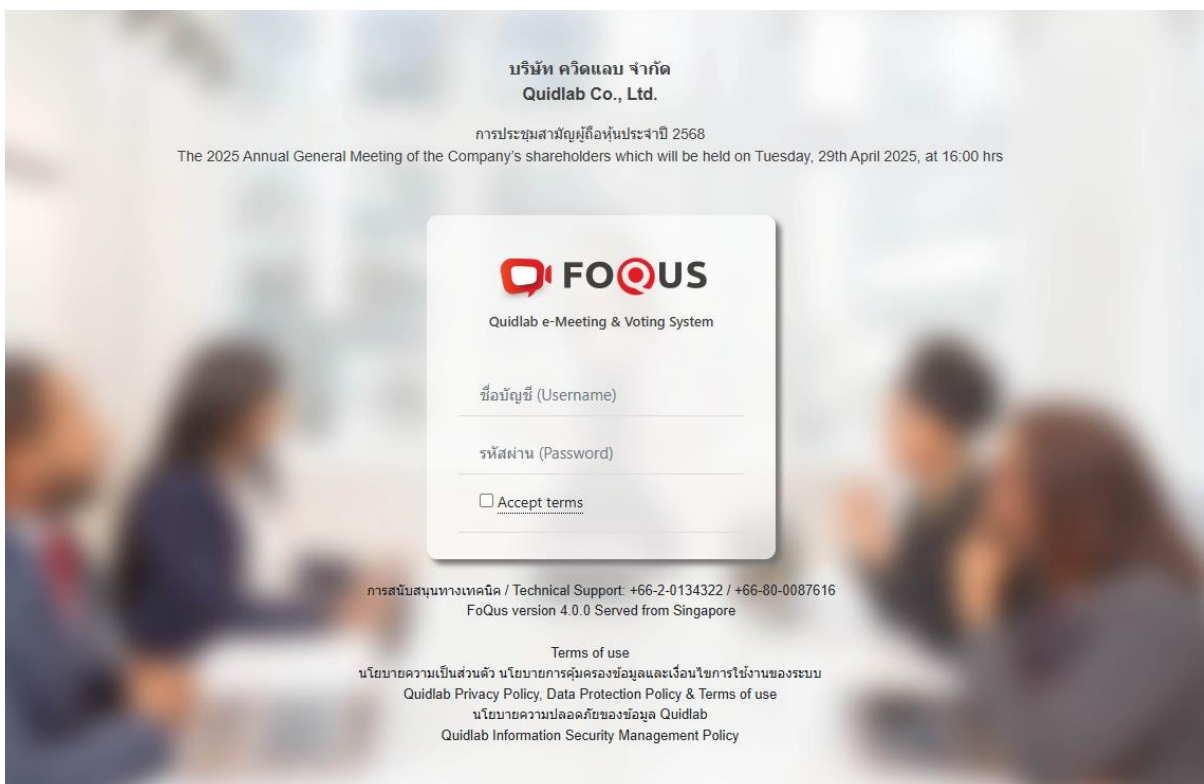 บริษัท ควิดแลบ จำกัด
Quidlab Co., Ltd.
การประชุมสามัญผู้ถือหุ้นประจำปี 2568
The 2025 Annual General Meeting of the Company's shareholders which will be held on Tuesday, 29th April 2025, at 16:00 hrs
FOQUS
Quidlab e-Meeting & Voting System
ชื่อบัญชี (Username)
รหัสผ่าน (Password)
Accept terms
การสนับสนุนทางเทคนิค / Technical Support: +66-2-0134322 / +66-80-0087616
FoQus version 4.0.0 Served from Singapore
Terms of use
นโยบายความเป็นส่วนตัว นโยบายการคุ้มครองข้อมูลและเงื่อนไขการใช้งานของระบบ
Quidlab Privacy Policy, Data Protection Policy & Terms of use
นโยบายความปลอดภัยของข้อมูล Quidlab
Quidlab Information Security Management Policy